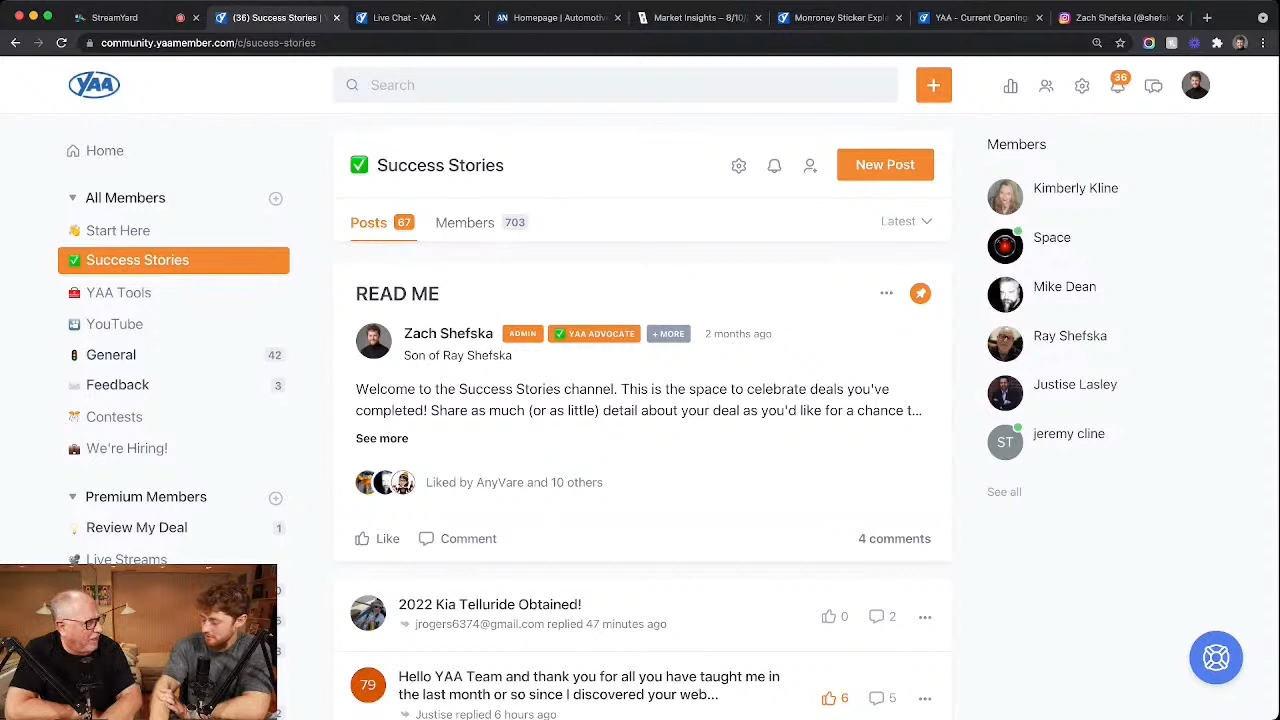 StreamYard
(36) Success Stories |
Live Chat - YAA
Homepage | Automotiv
Market Insights – 8/10/
Monroney Sticker Expl
YAA - Current Opening
Zach Shefska (@shefs
community.yaamember.com/c/sucess-stories
YAA
Search
36
Home
All Members
Start Here
Success Stories
YAA Tools
YouTube
General 42
Feedback 3
Contests
We're Hiring!
Premium Members
Review My Deal 1
Live Streams
Success Stories
New Post
Posts 67
Members 703
Latest
READ ME
Zach Shefska ADMIN YAA ADVOCATE + MORE 2 months ago
Son of Ray Shefska
Welcome to the Success Stories channel. This is the space to celebrate deals you've
completed! Share as much (or as little) detail about your deal as you'd like for a chance t...
See more
Liked by AnyVare and 10 others
Like
Comment
4 comments
2022 Kia Telluride Obtained!
jrogers6374@gmail.com replied 47 minutes ago
0
2
79
Hello YAA Team and thank you for all you have taught me in
the last month or so since I discovered your web...
Justise replied 6 hours ago
6
5
Members
Kimberly Kline
Space
Mike Dean
Ray Shefska
Justise Lasley
ST
jeremy cline
See all